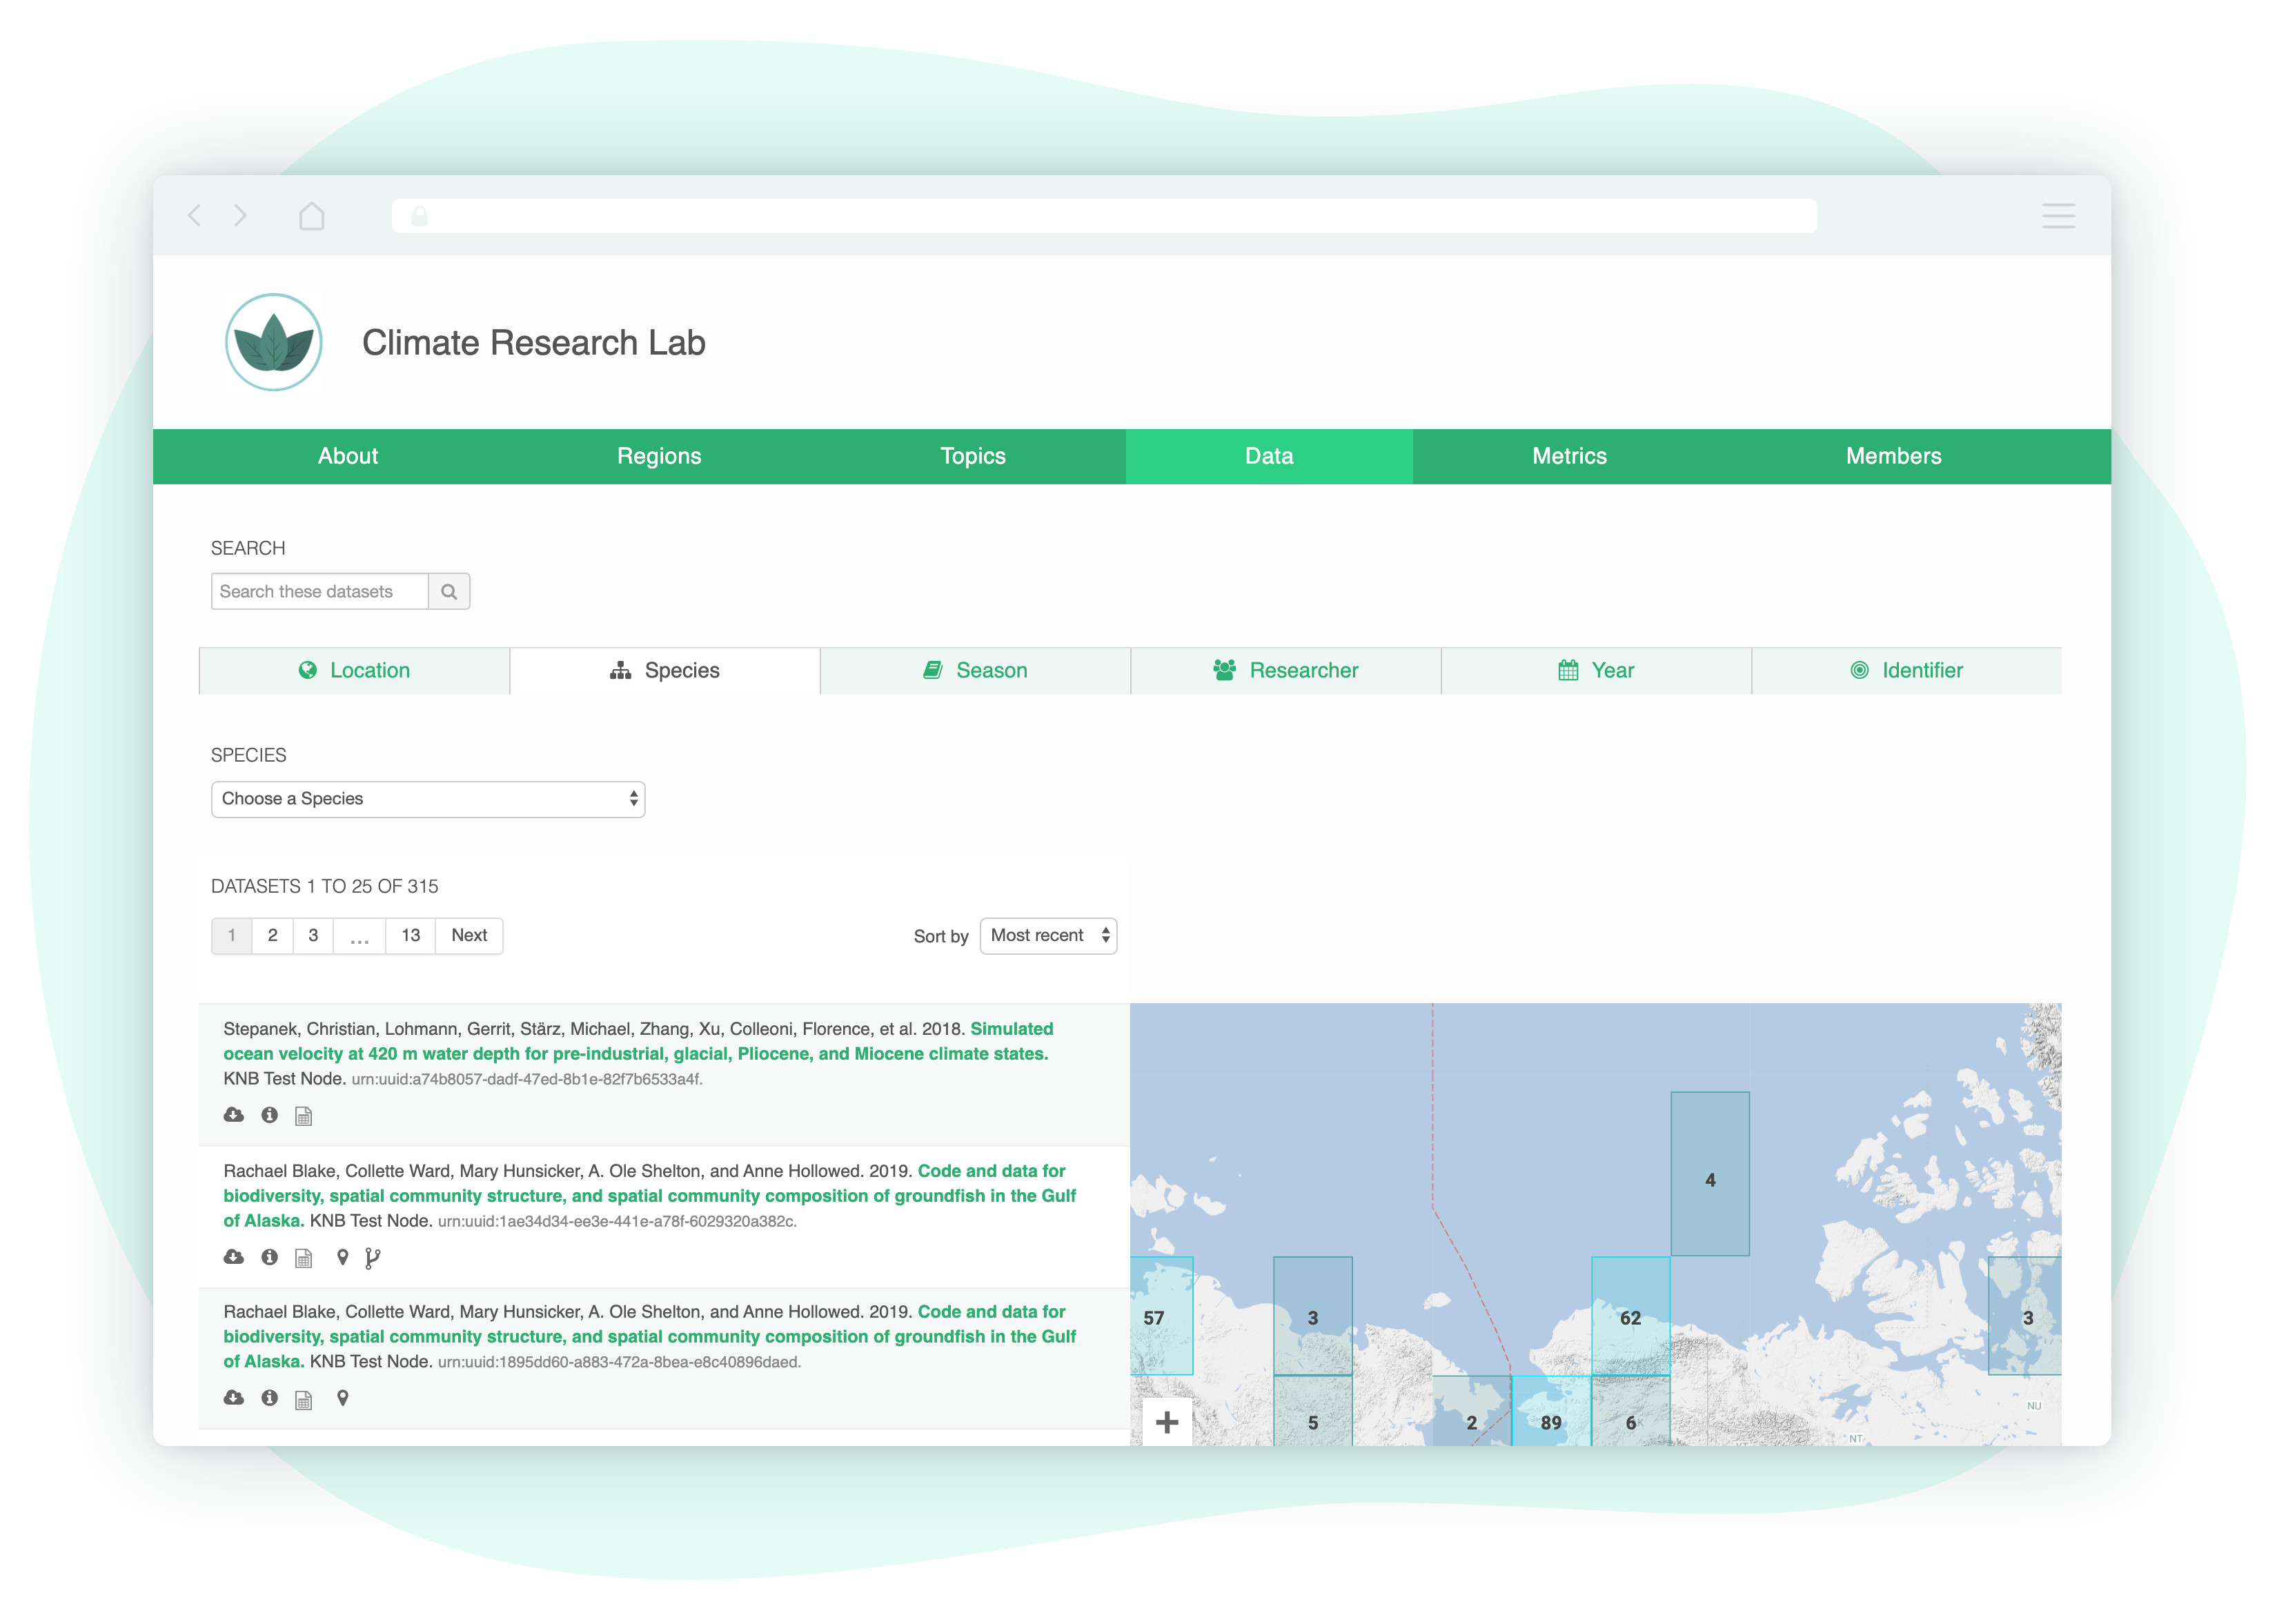 Climate Research Lab
About Regions Topics Data Metrics Members
SEARCH
Search these datasets
Location Species Season Researcher Year Identifier
SPECIES
Choose a Species
DATASETS 1 TO 25 OF 315
1 2 3 ... 13 Next
Sort by Most recent
Stepanek, Christian, Lohmann, Gerrit, Stärz, Michael, Zhang, Xu, Colleoni, Florence, et al. 2018. Simulated
ocean velocity at 420 m water depth for pre-industrial, glacial, Pliocene, and Miocene climate states.
KNB Test Node. urn:uuid:a74b8057-dadf-47ed-8b1e-82f7b6533a4f.
Rachael Blake, Collette Ward, Mary Hunsicker, A. Ole Shelton, and Anne Hollowed. 2019. Code and data for
biodiversity, spatial community structure, and spatial community composition of groundfish in the Gulf
of Alaska. KNB Test Node. urn:uuid:1ae34d34-ee3e-441e-a78f-6029320a382c.
Rachael Blake, Collette Ward, Mary Hunsicker, A. Ole Shelton, and Anne Hollowed. 2019. Code and data for
biodiversity, spatial community structure, and spatial community composition of groundfish in the Gulf
of Alaska. KNB Test Node. urn:uuid:1895dd60-a883-472a-8bea-e8c40896daed.
4
57 3 62 3
+ 5 2 89 6
NU
NT